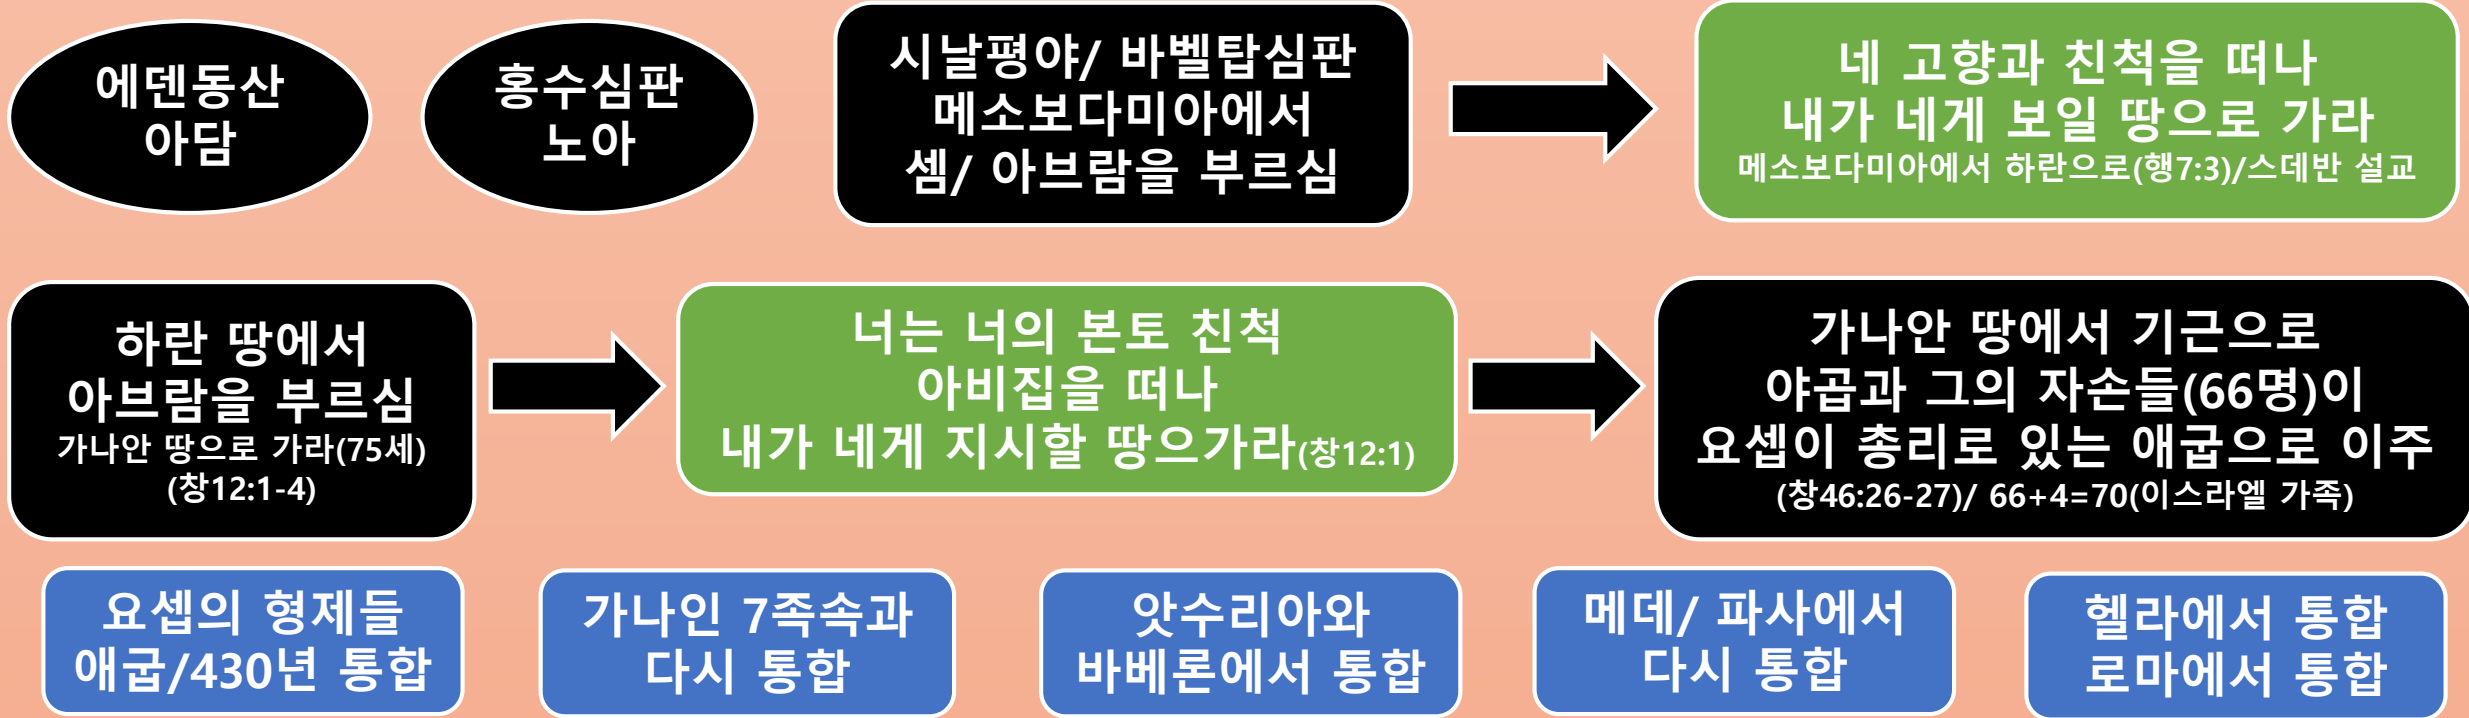 에덴동산
아담
홍수심판
노아
시날평야/ 바벨탑심판
메소보다미아에서
셈/ 아브람을 부르심
네 고향과 친척을 떠나
내가 네게 보일 땅으로 가라
메소보다미아에서 하란으로(행7:3)/스데반 설교
하란 땅에서
아브람을 부르심
가나안 땅으로 가라(75세)
(창12:1-4)
너는 너의 본토 친척
아비집을 떠나
내가 네게 지시할 땅으가라(창12:1)
가나안 땅에서 기근으로
야곱과 그의 자손들(66명)이
요셉이 총리로 있는 애굽으로 이주
(창46:26-27)/ 66+4=70(이스라엘 가족)
요셉의 형제들
애굽/430년 통합
가나인 7족속과
다시 통합
앗수리아와
바베론에서 통합
메데/ 파사에서
다시 통합
헬라에서 통합
로마에서 통합